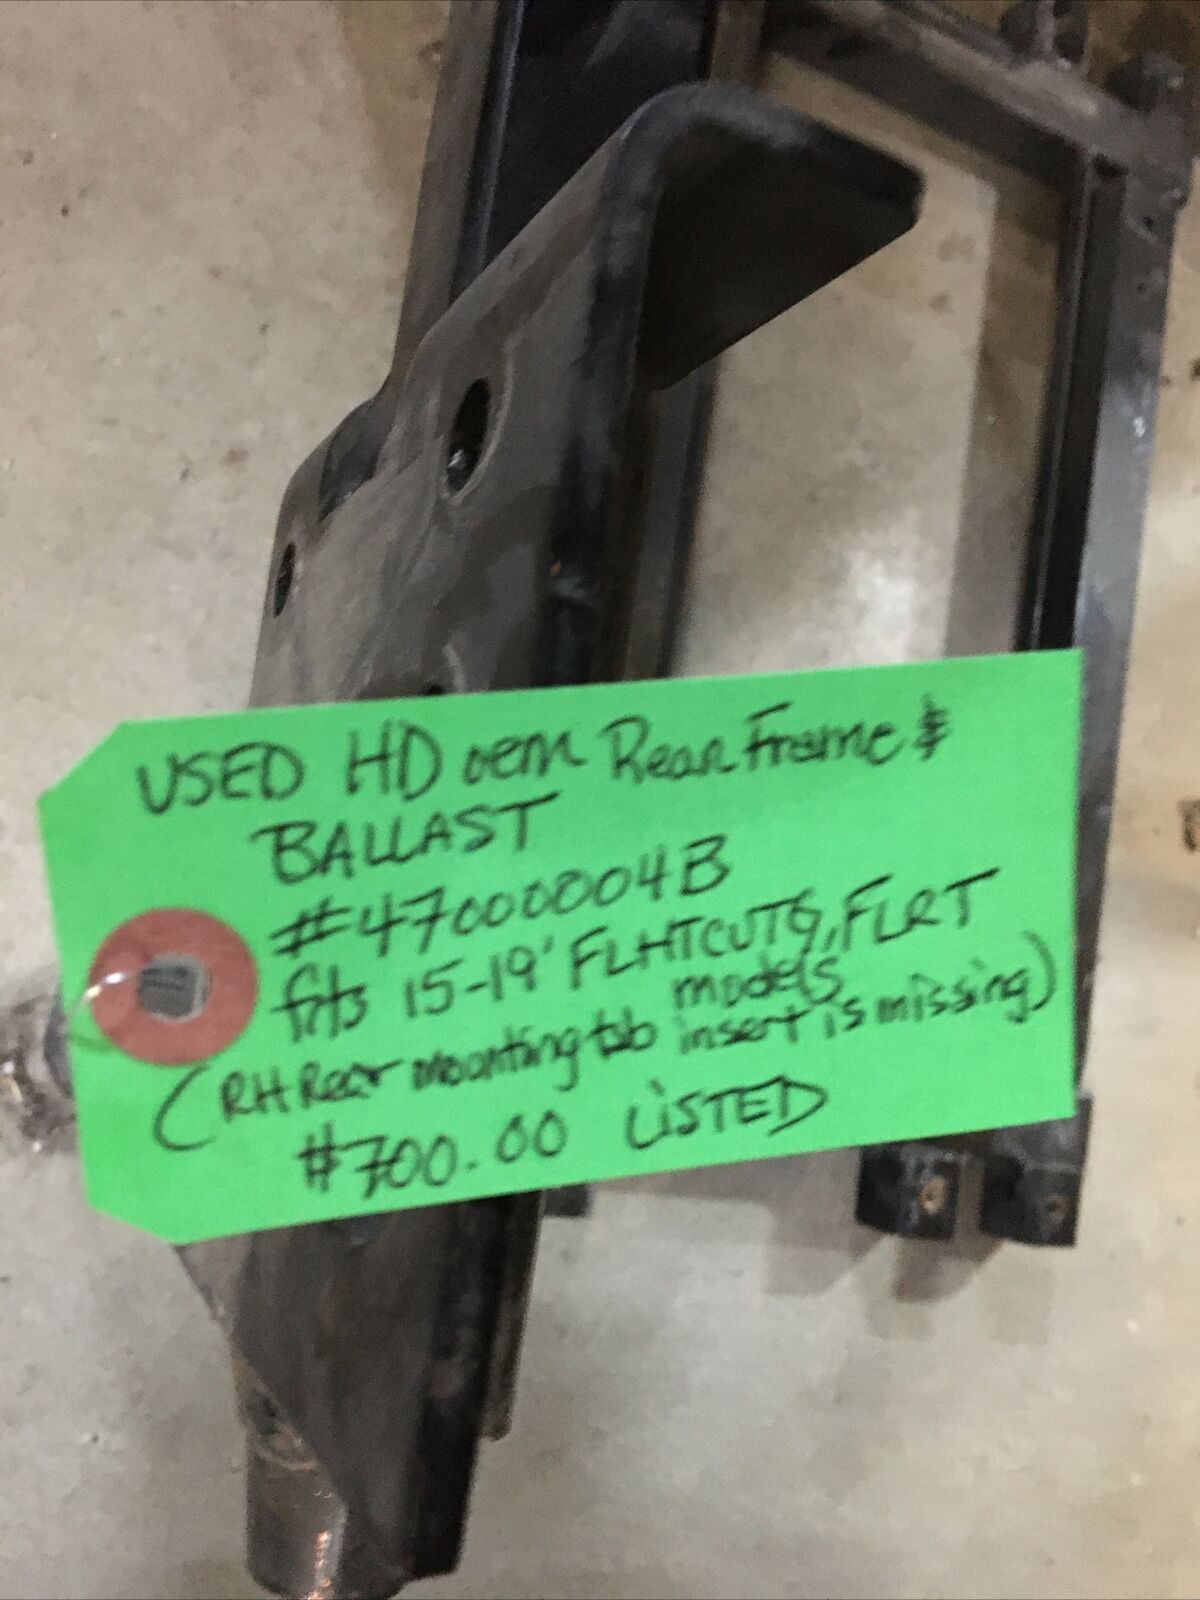 USED HD oem Rear Frame &
BALLAST
#47000004B
fits 15-19' FLHTCUTG, FLRT
models
(RH Rear mounting tab insert is missing)
$700.00 LISTED